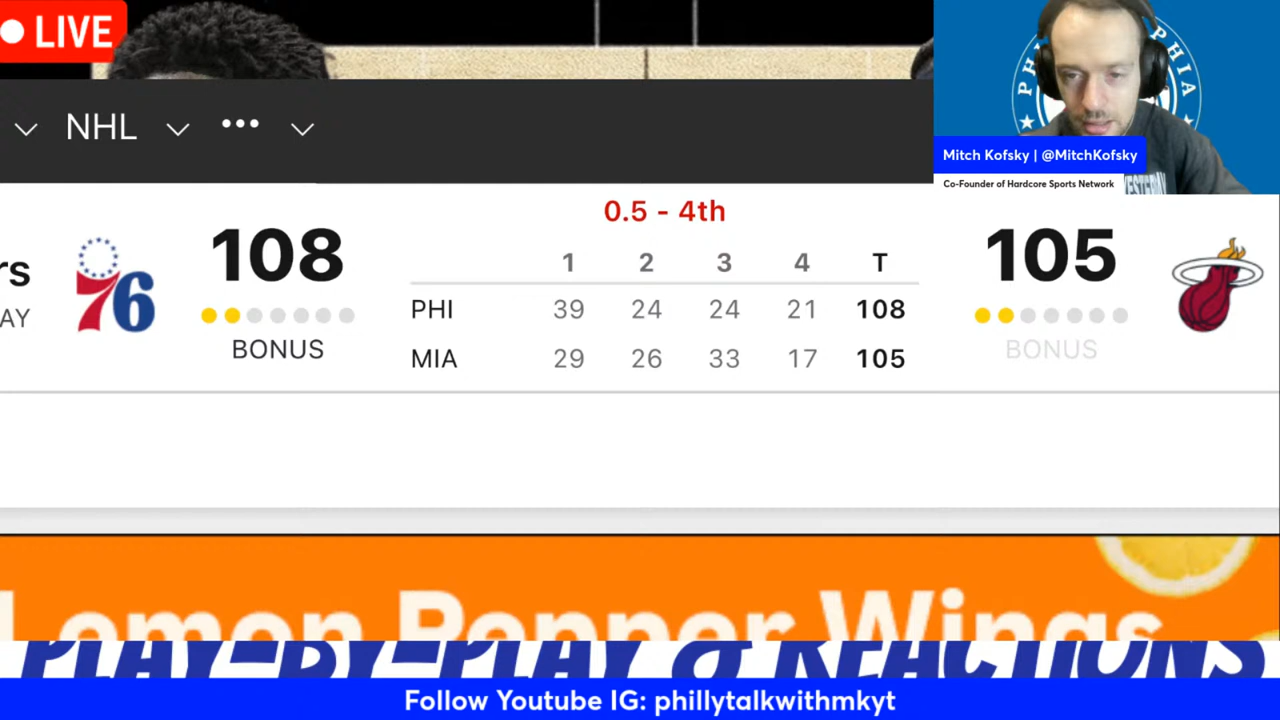 LIVE
NHL
•••
Mitch Kofsky | @MitchKofsky
Co-Founder of Hardcore Sports Network
rs
AY
76
108
BONUS
0.5 - 4th
1 2 3 4 T
PHI 39 24 24 21 108
MIA 29 26 33 17 105
105
BONUS
Lemon Pepper Wings
PLAY-BY-PLAY & REACTIONS
Follow Youtube IG: phillytalkwithmkyt